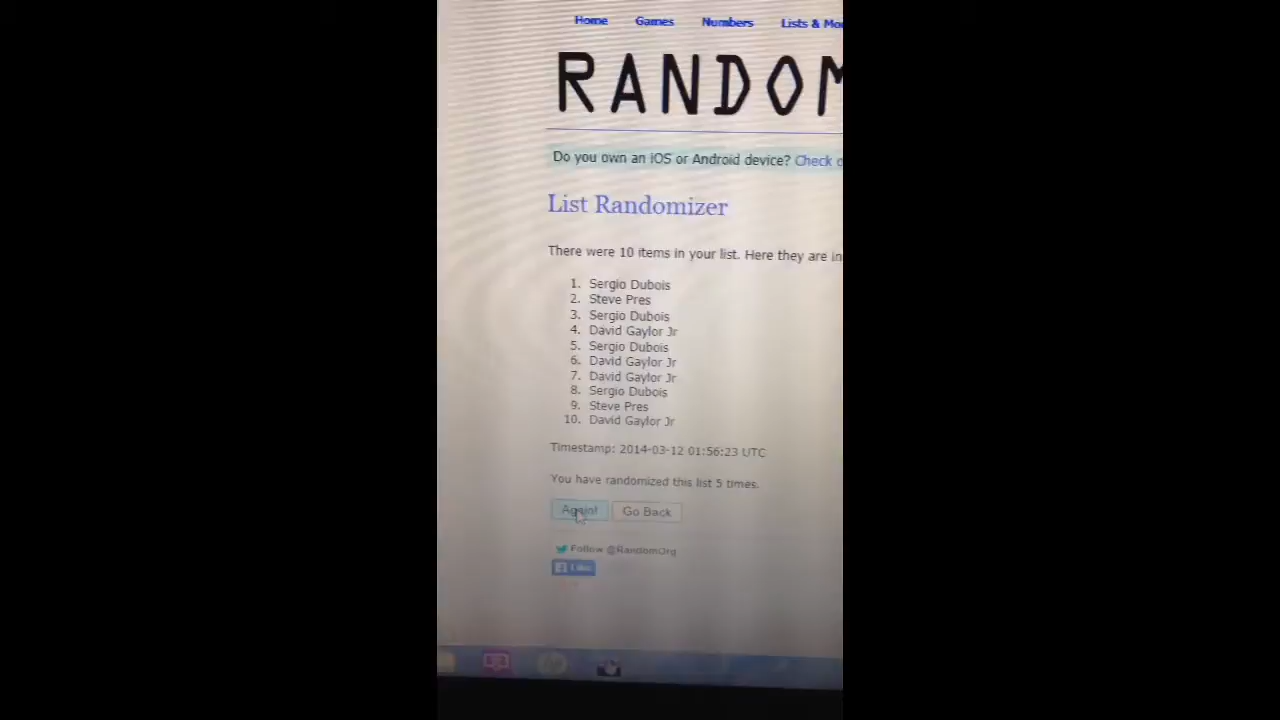 Home Games Numbers Lists & Mo
RANDOM
Do you own an iOS or Android device? Check
List Randomizer
There were 10 items in your list. Here they are in
1. Sergio Dubois
2. Steve Pres
3. Sergio Dubois
4. David Gaylor Jr
5. Sergio Dubois
6. David Gaylor Jr
7. David Gaylor Jr
8. Sergio Dubois
9. Steve Pres
10. David Gaylor Jr
Timestamp: 2014-03-12 01:56:23 UTC
You have randomized this list 5 times.
Again! Go Back
Follow @RandomOrg
Like